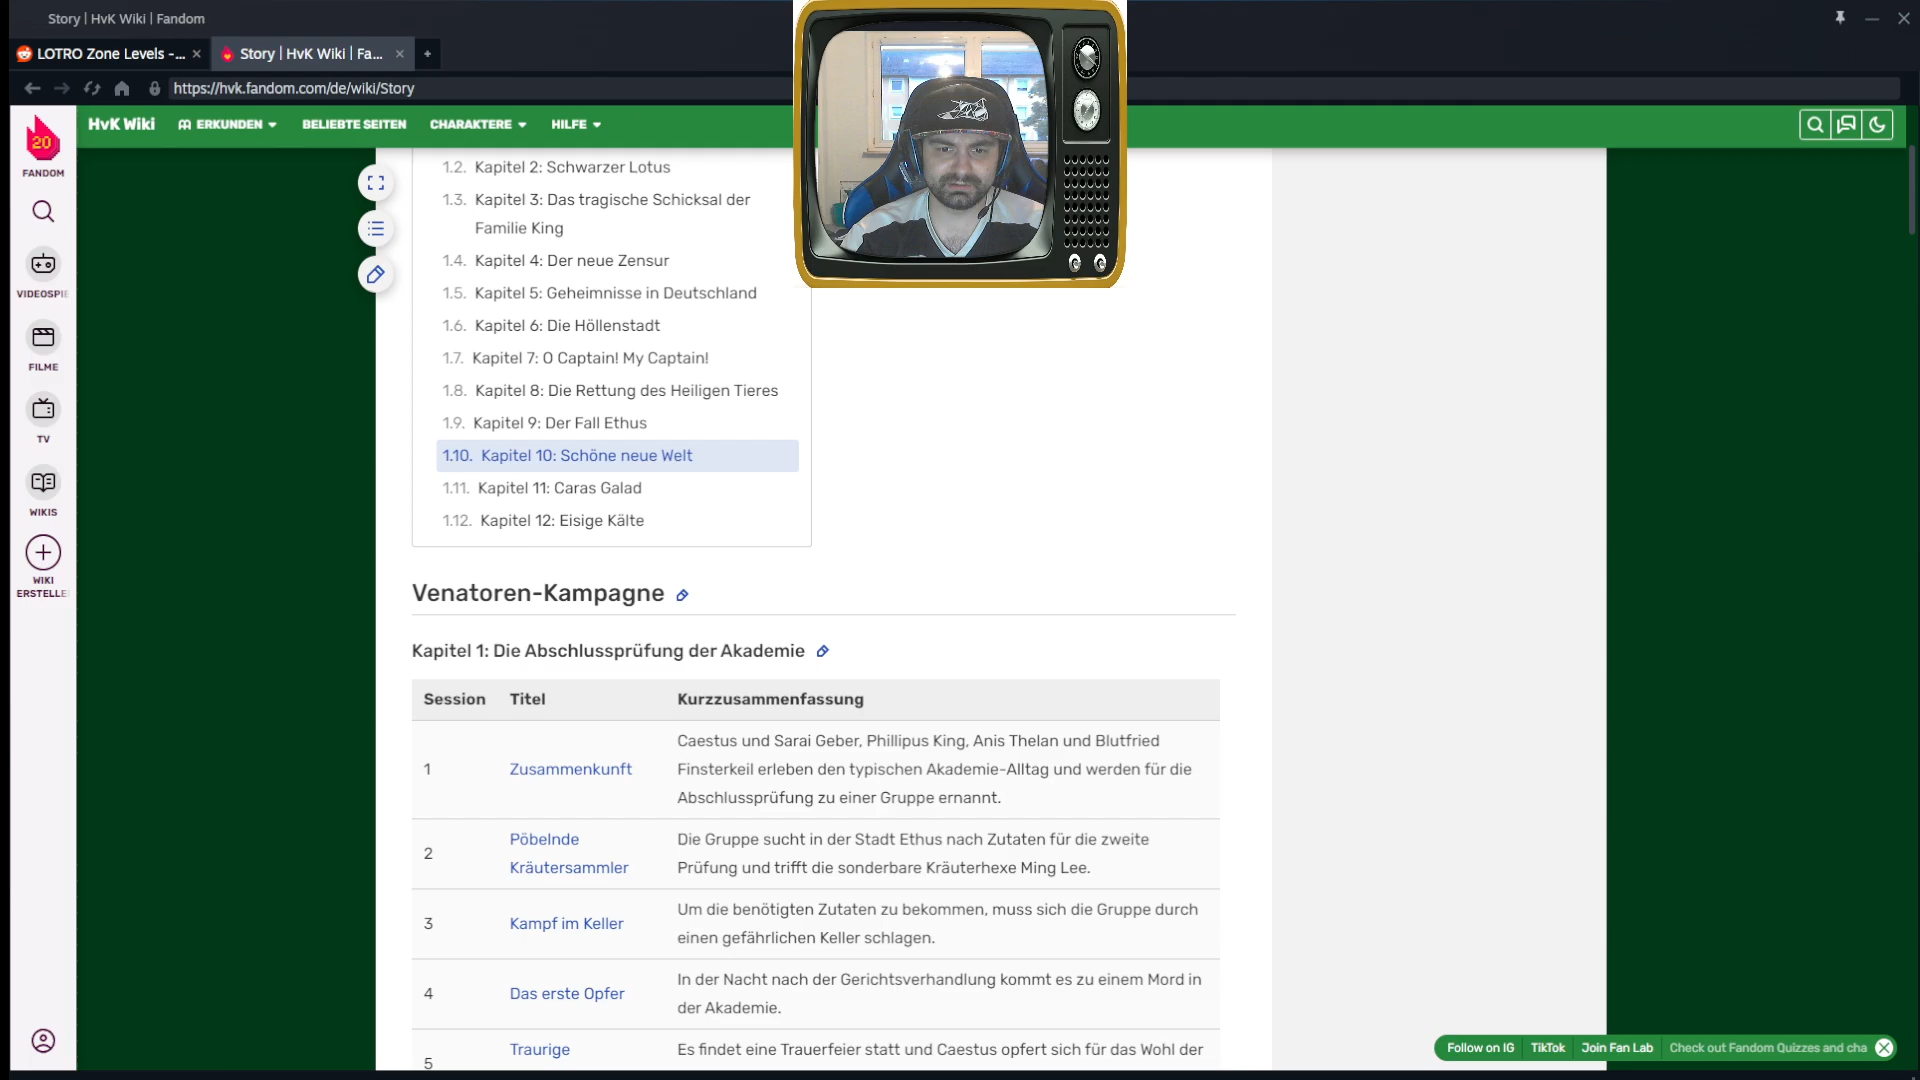 Story | HvK Wiki | Fandom
LOTRO Zone Levels -...
Story | HvK Wiki | Fa...
https://hvk.fandom.com/de/wiki/Story
20
FANDOM
VIDEOSPIE
FILME
TV
WIKIS
WIKI
ERSTELLE
HvK Wiki
ERKUNDEN
BELIEBTE SEITEN
CHARAKTERE
HILFE
1.2. Kapitel 2: Schwarzer Lotus
1.3. Kapitel 3: Das tragische Schicksal der
Familie King
1.4. Kapitel 4: Der neue Zensur
1.5. Kapitel 5: Geheimnisse in Deutschland
1.6. Kapitel 6: Die Höllenstadt
1.7. Kapitel 7: O Captain! My Captain!
1.8. Kapitel 8: Die Rettung des Heiligen Tieres
1.9. Kapitel 9: Der Fall Ethus
1.10. Kapitel 10: Schöne neue Welt
1.11. Kapitel 11: Caras Galad
1.12. Kapitel 12: Eisige Kälte
Venatoren-Kampagne
Kapitel 1: Die Abschlussprüfung der Akademie
Session Titel Kurzzusammenfassung
1
Zusammenkunft
Caestus und Sarai Geber, Phillipus King, Anis Thelan und Blutfried
Finsterkeil erleben den typischen Akademie-Alltag und werden für die
Abschlussprüfung zu einer Gruppe ernannt.
2
Pöbelnde
Kräutersammler
Die Gruppe sucht in der Stadt Ethus nach Zutaten für die zweite
Prüfung und trifft die sonderbare Kräuterhexe Ming Lee.
3
Kampf im Keller
Um die benötigten Zutaten zu bekommen, muss sich die Gruppe durch
einen gefährlichen Keller schlagen.
4
Das erste Opfer
In der Nacht nach der Gerichtsverhandlung kommt es zu einem Mord in
der Akademie.
5
Traurige
Es findet eine Trauerfeier statt und Caestus opfert sich für das Wohl der
Follow on IG
TikTok
Join Fan Lab
Check out Fandom Quizzes and cha